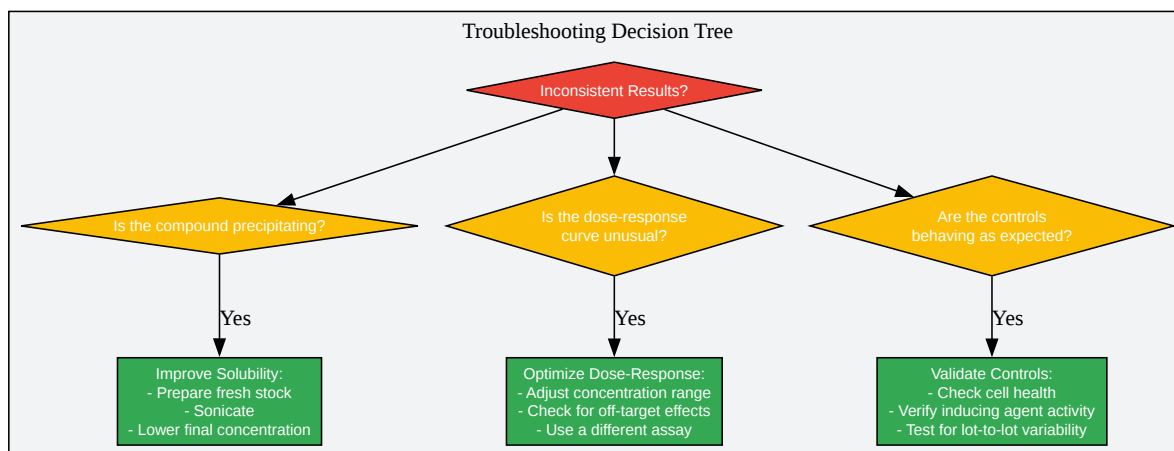 Troubleshooting Decision Tree
Inconsistent Results?
Is the compound precipitating?
Is the dose-response
curve unusual?
Are the controls
behaving as expected?
Yes
Yes
Yes
Improve Solubility:
- Prepare fresh stock
- Sonicate
- Lower final concentration
Optimize Dose-Response:
- Adjust concentration range
- Check for off-target effects
- Use a different assay
Validate Controls:
- Check cell health
- Verify inducing agent activity
- Test for lot-to-lot variability